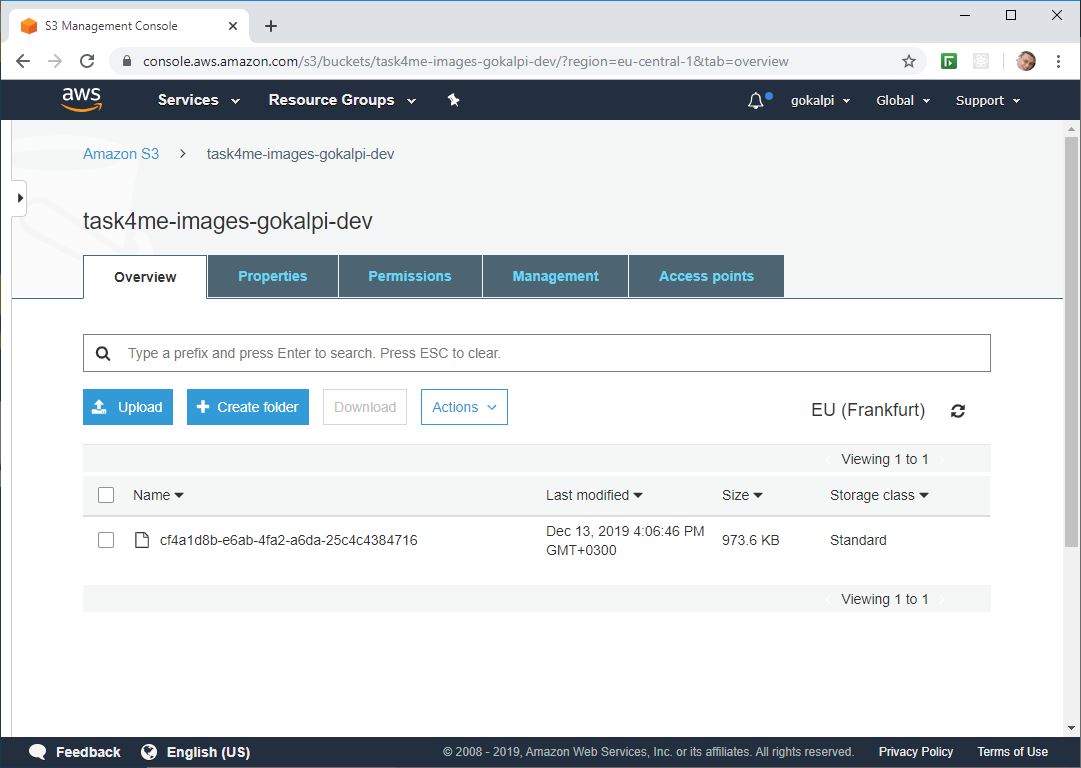 S3 Management Console
console.aws.amazon.com/s3/buckets/task4me-images-gokalpi-dev/?region=eu-central-1&tab=overview
aws Services Resource Groups gokalpi Global Support
Amazon S3 > task4me-images-gokalpi-dev
task4me-images-gokalpi-dev
Overview Properties Permissions Management Access points
Type a prefix and press Enter to search. Press ESC to clear.
Upload Create folder Download Actions EU (Frankfurt)
Viewing 1 to 1
Name Last modified Size Storage class
cf4a1d8b-e6ab-4fa2-a6da-25c4c4384716 Dec 13, 2019 4:06:46 PM GMT+0300 973.6 KB Standard
Viewing 1 to 1
Feedback English (US) © 2008 - 2019, Amazon Web Services, Inc. or its affiliates. All rights reserved. Privacy Policy Terms of Use